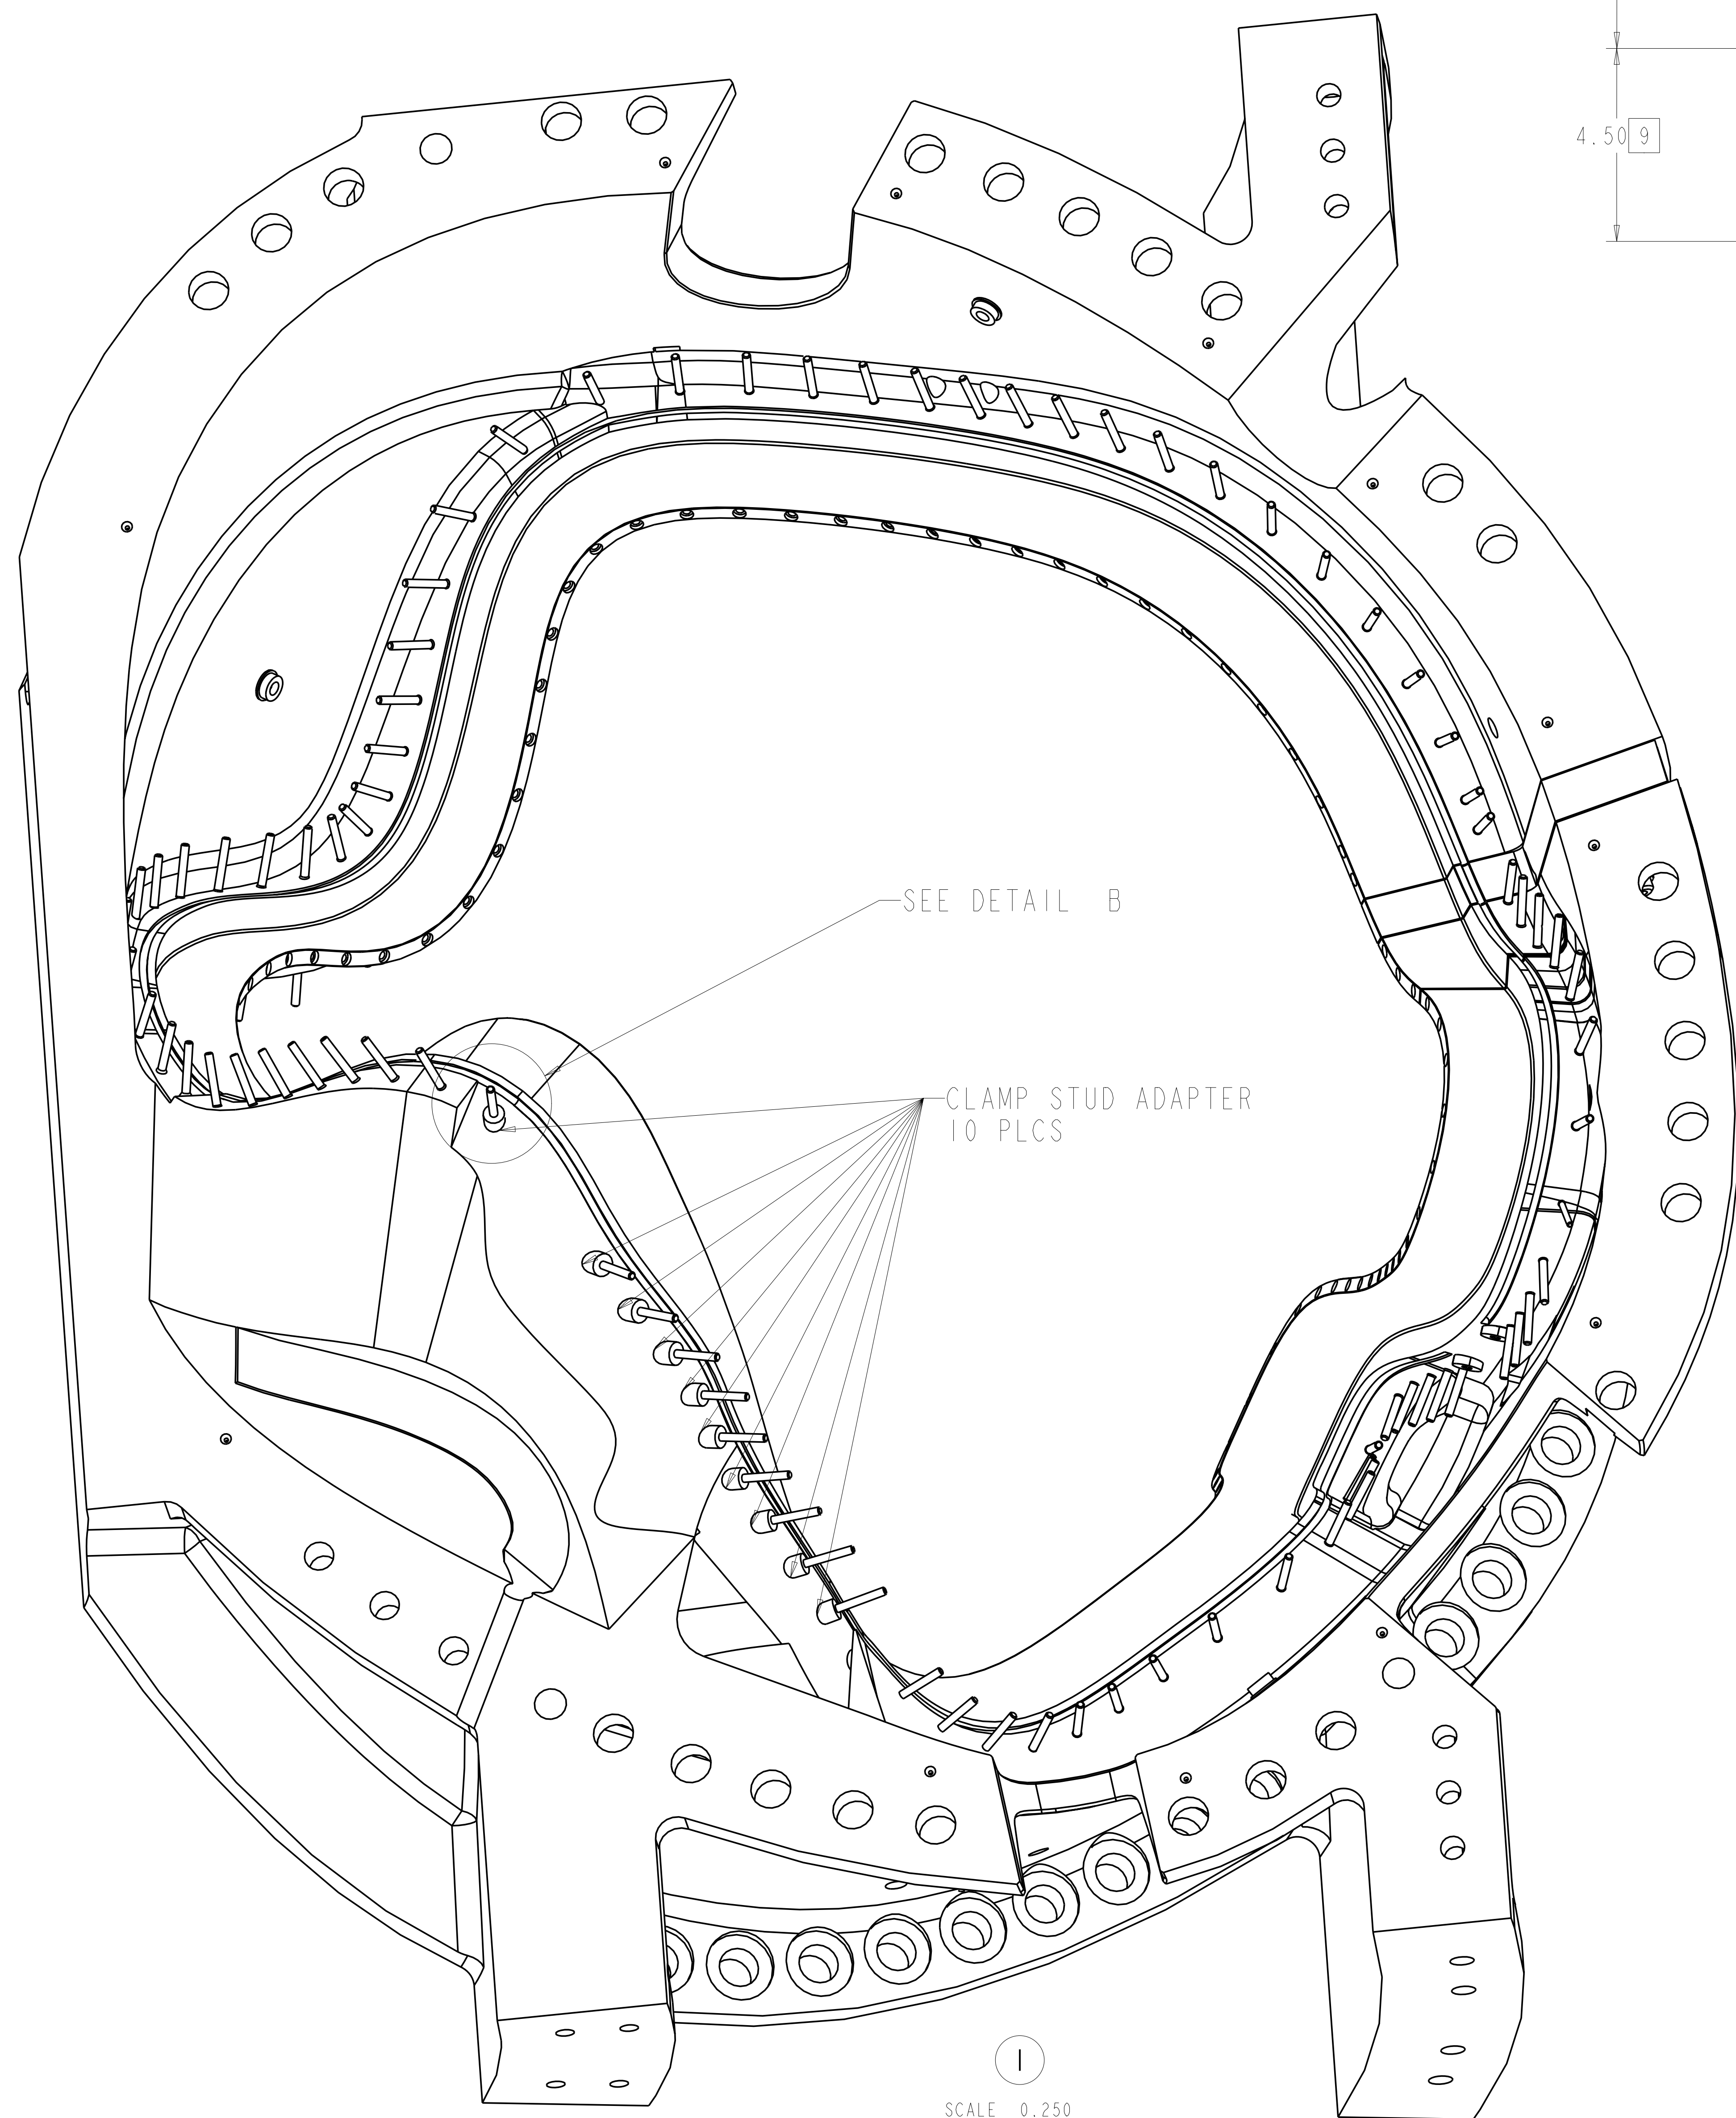 4.50 9
SEE DETAIL B
CLAMP STUD ADAPTER
10 PLCS
1
SCALE 0.250